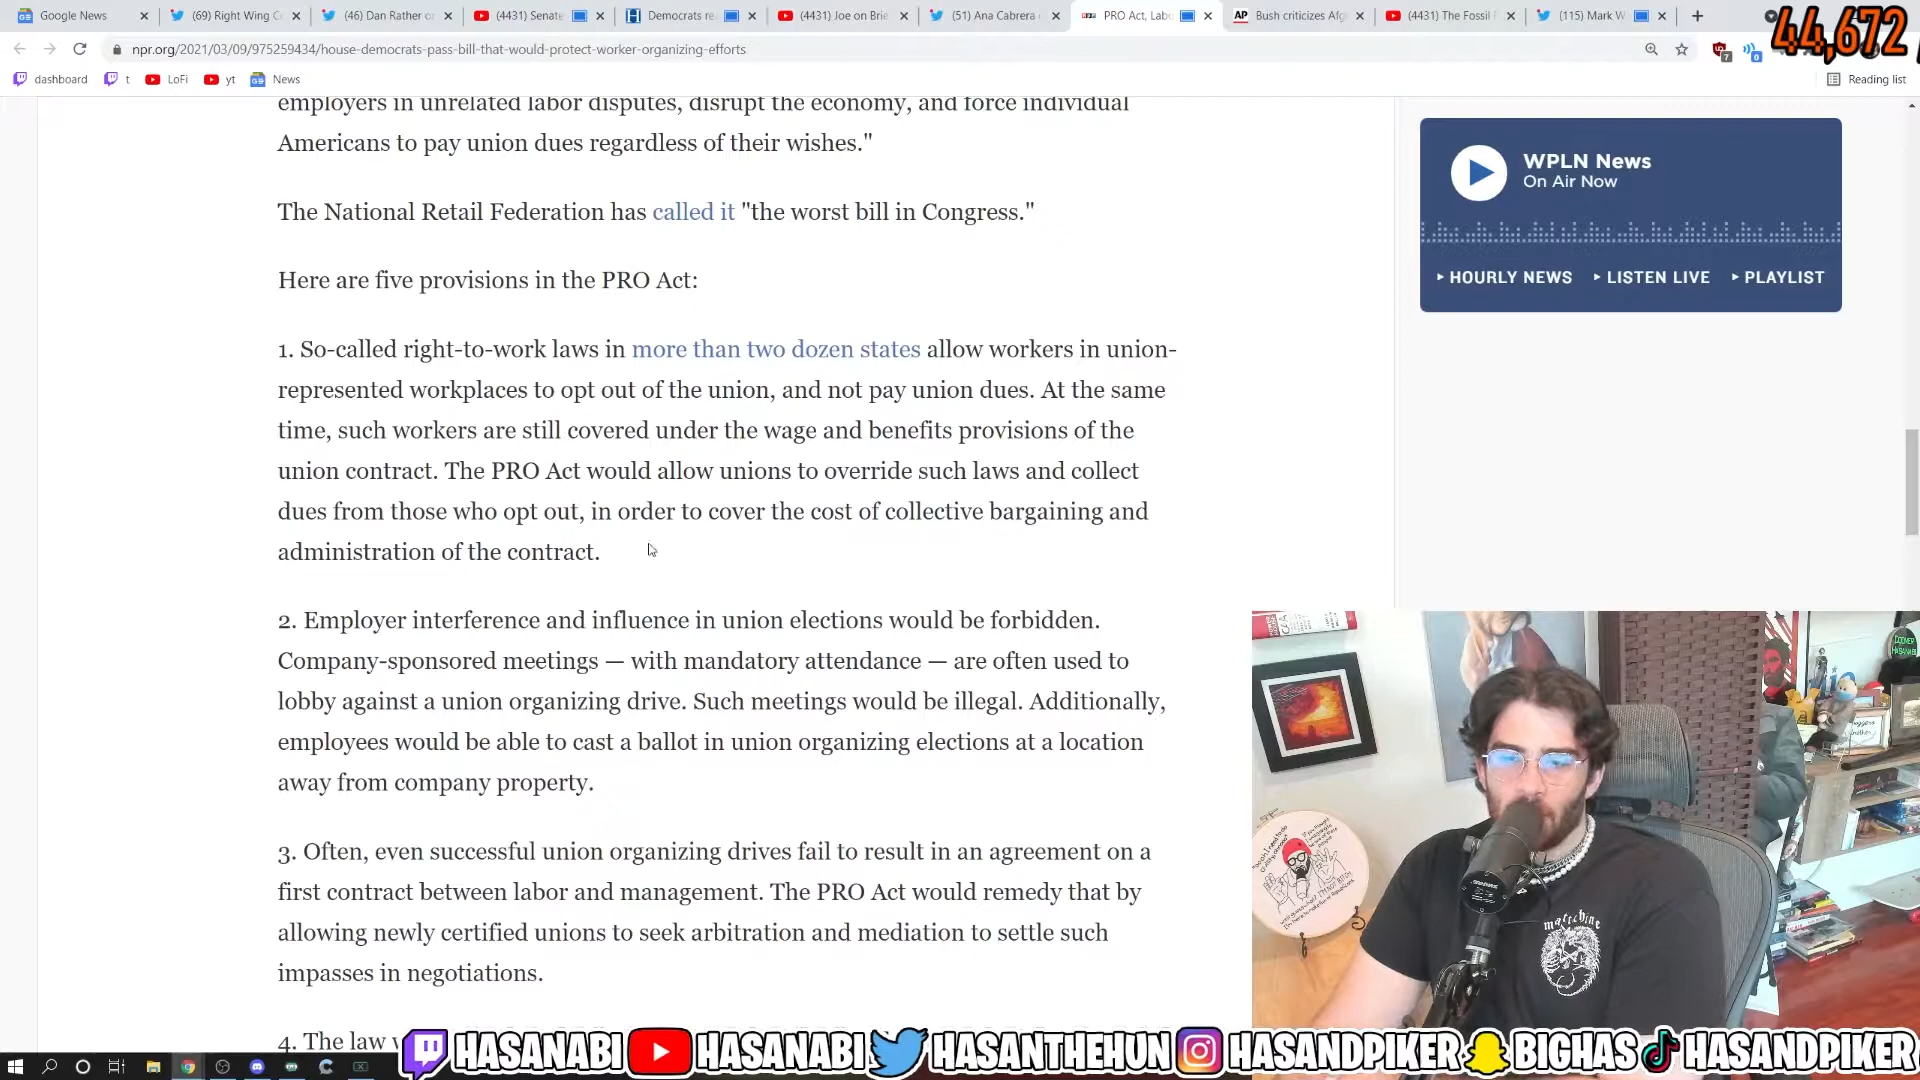 Google News
(69) Right Wing C
(46) Dan Rather o
(4431) Senate
Democrats re
(4431) Joe on Brie
(51) Ana Cabrera
PRO Act, Lab
Bush criticizes Afg
(4431) The Fossil F
(115) Mark W
44,672
npr.org/2021/03/09/975259434/house-democrats-pass-bill-that-would-protect-worker-organizing-efforts
dashboard
t
LoFi
yt
News
Reading list
employers in unrelated labor disputes, disrupt the economy, and force individual
Americans to pay union dues regardless of their wishes."
The National Retail Federation has called it "the worst bill in Congress."
Here are five provisions in the PRO Act:
1. So-called right-to-work laws in more than two dozen states allow workers in union-
represented workplaces to opt out of the union, and not pay union dues. At the same
time, such workers are still covered under the wage and benefits provisions of the
union contract. The PRO Act would allow unions to override such laws and collect
dues from those who opt out, in order to cover the cost of collective bargaining and
administration of the contract.
2. Employer interference and influence in union elections would be forbidden.
Company-sponsored meetings — with mandatory attendance — are often used to
lobby against a union organizing drive. Such meetings would be illegal. Additionally,
employees would be able to cast a ballot in union organizing elections at a location
away from company property.
3. Often, even successful union organizing drives fail to result in an agreement on a
first contract between labor and management. The PRO Act would remedy that by
allowing newly certified unions to seek arbitration and mediation to settle such
impasses in negotiations.
4. The law
WPLN News
On Air Now
HOURLY NEWS
LISTEN LIVE
PLAYLIST
HASANABI
HASANABI
HASANTHEHUN
HASANDPIKER
BIGHAS
HASANDPIKER